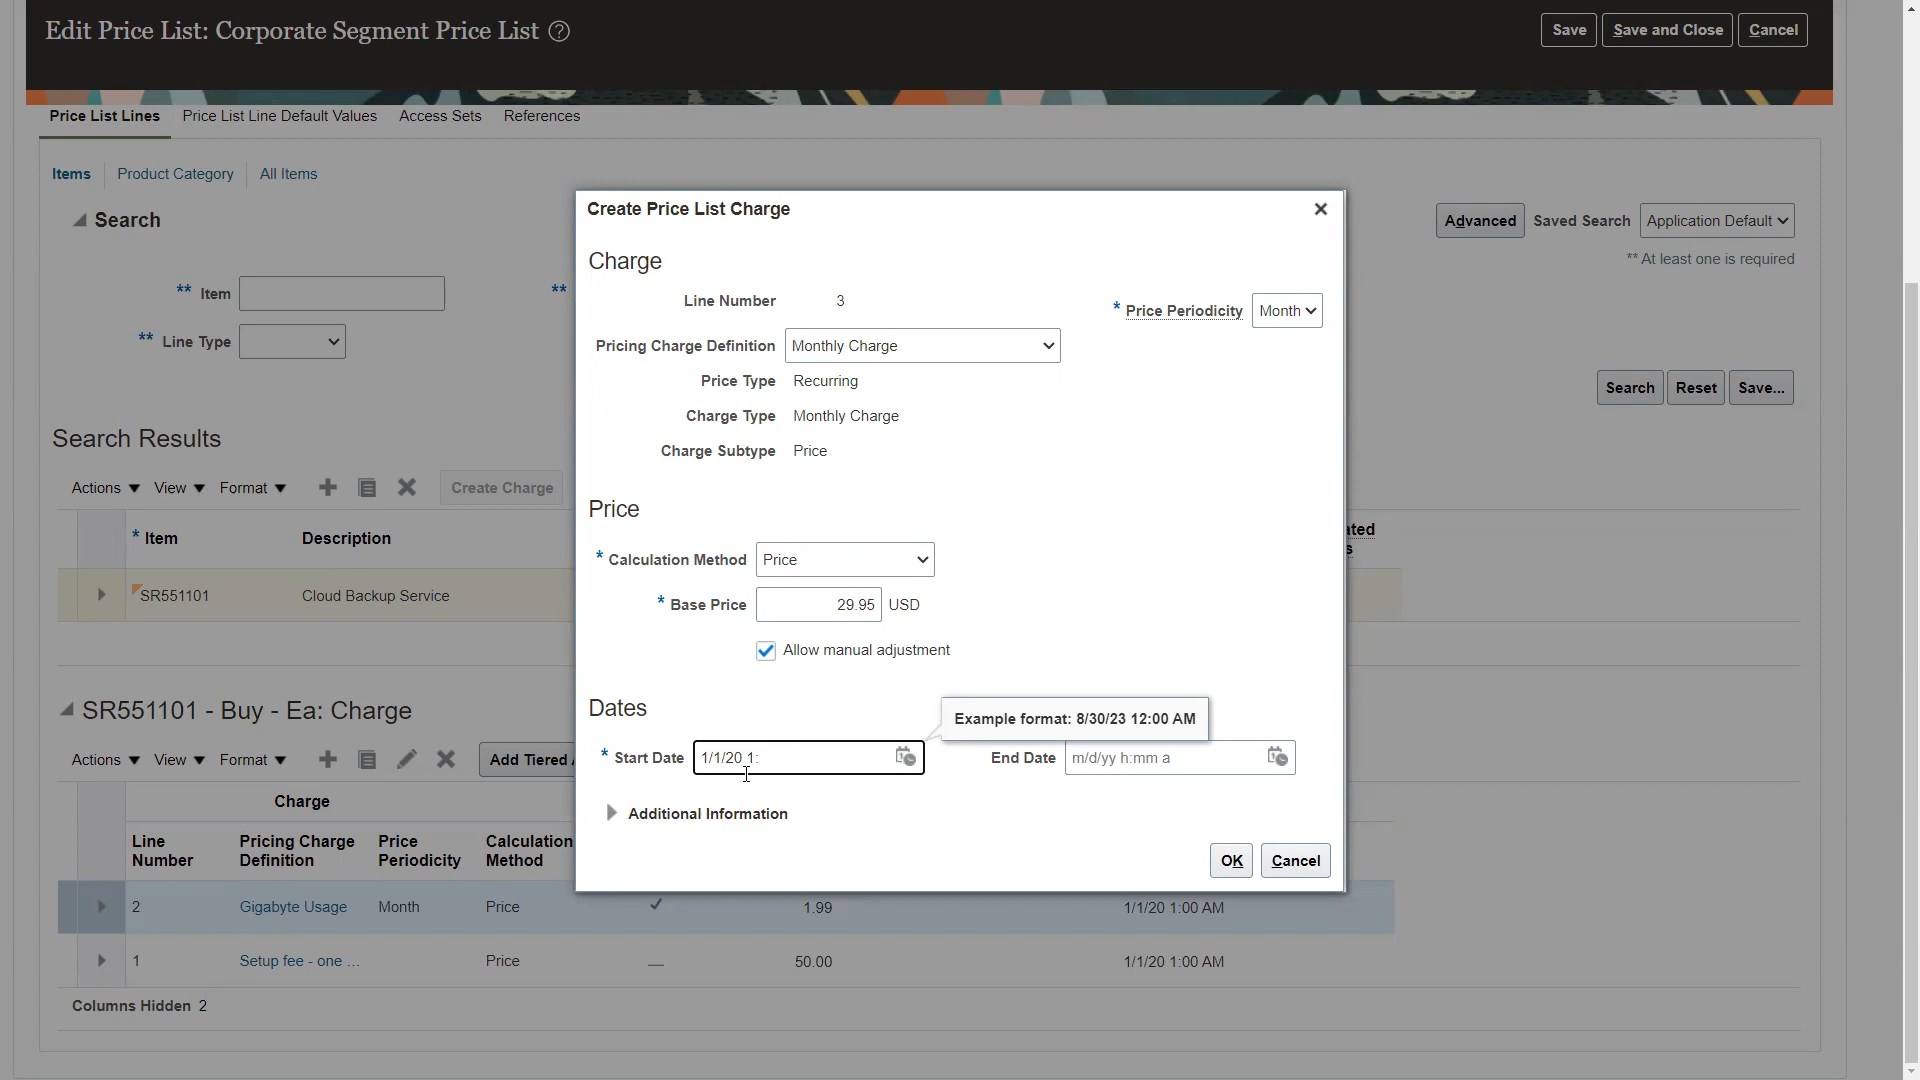 Edit Price List: Corporate Segment Price List ?
Save
Save and Close
Cancel
Price List Lines
Price List Line Default Values
Access Sets
References
Items
Product Category
All Items
Search
Advanced
Saved Search
Application Default
** At least one is required
** Item
**
** Line Type
Search
Reset
Save...
Search Results
Actions
View
Format
Create Charge
* Item
Description
SR551101
Cloud Backup Service
Create Price List Charge
Charge
Line Number 3
* Price Periodicity Month
Pricing Charge Definition Monthly Charge
Price Type Recurring
Charge Type Monthly Charge
Charge Subtype Price
Price
* Calculation Method Price
* Base Price 29.95 USD
Allow manual adjustment
Dates
Example format: 8/30/23 12:00 AM
* Start Date 1/1/20 1:
End Date m/d/yy h:mm a
Additional Information
OK
Cancel
SR551101 - Buy - Ea: Charge
Actions
View
Format
Add Tiered
Charge
Line Number
Pricing Charge Definition
Price Periodicity
Calculation Method
2 Gigabyte Usage Month Price 1.99 1/1/20 1:00 AM
1 Setup fee - one ... Price — 50.00 1/1/20 1:00 AM
Columns Hidden 2